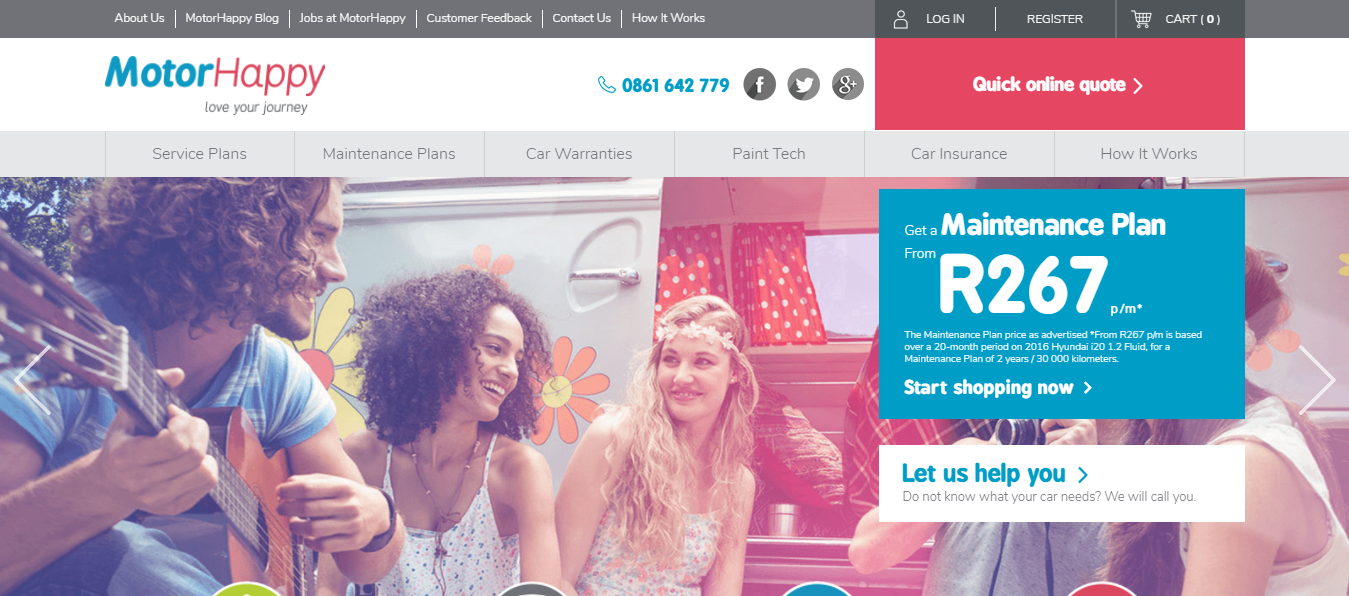 About Us
MotorHappy Blog
Jobs at MotorHappy
Customer Feedback
Contact Us
How It Works
LOG IN
REGISTER
CART ( 0 )
MotorHappy
love your journey
0861 642 779
f
g+
Quick online quote
Service Plans
Maintenance Plans
Car Warranties
Paint Tech
Car Insurance
How It Works
Get a Maintenance Plan
From R267 p/m*
The Maintenance Plan price as advertised *From R267 p/m is based
over a 20-month period on 2016 Hyundai i20 1.2 Fluid, for a
Maintenance Plan of 2 years / 30 000 kilometers.
Start shopping now
Let us help you
Do not know what your car needs? We will call you.